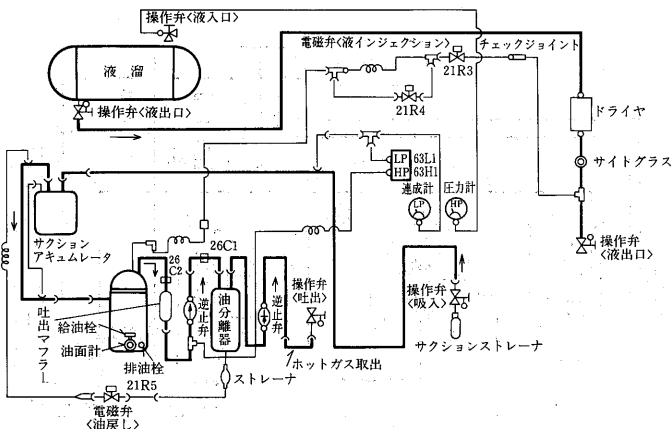 操作弁〈液入口〉
液溜
操作弁〈液出口〉
電磁弁〈液インジェクション〉
チェックジョイント
21R3
21R4
ドライヤ
サイトグラス
操作弁
〈液出口〉
LP 63L1
HP 63H1
連成計
圧力計
LP
HP
サクション
アキュムレータ
26
C2
26C1
操作弁
〈吐出〉
操作弁
〈吸入〉
サクションストレーナ
逆止弁
油分離器
逆止弁
ホットガス取出
吐出マフラー
給油栓
油面計
排油栓
ストレーナ
21R5
電磁弁
〈油戻し〉